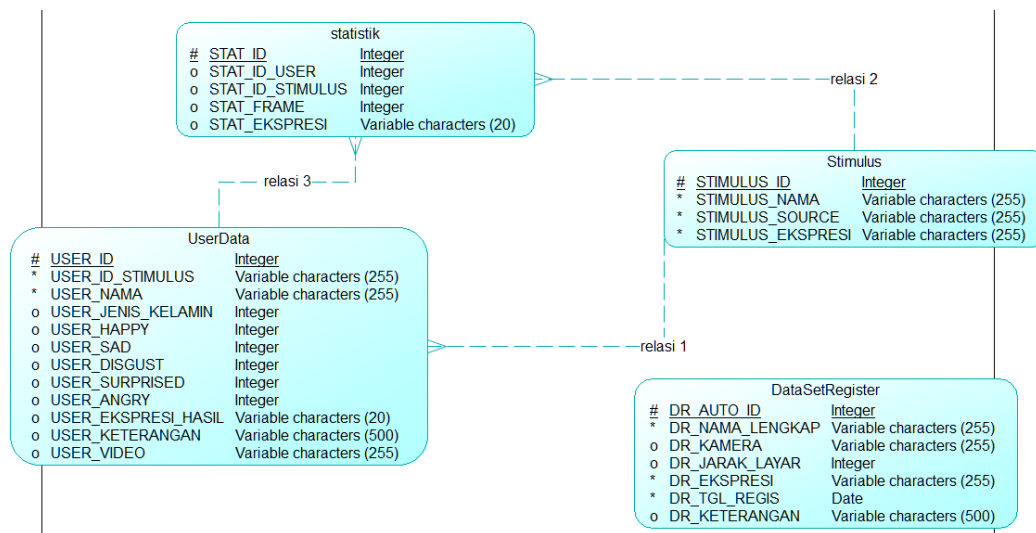 statistik
# STAT_ID Integer
o STAT_ID_USER Integer
o STAT_ID_STIMULUS Integer
o STAT_FRAME Integer
o STAT_EKSPRESI Variable characters (20)
relasi 2
Stimulus
# STIMULUS_ID Integer
* STIMULUS_NAMA Variable characters (255)
* STIMULUS_SOURCE Variable characters (255)
* STIMULUS_EKSPRESI Variable characters (255)
relasi 3
UserData
# USER_ID Integer
* USER_ID_STIMULUS Variable characters (255)
* USER_NAMA Variable characters (255)
o USER_JENIS_KELAMIN Integer
o USER_HAPPY Integer
o USER_SAD Integer
o USER_DISGUST Integer
o USER_SURPRISED Integer
o USER_ANGRY Integer
o USER_EKSPRESI_HASIL Variable characters (20)
o USER_KETERANGAN Variable characters (500)
o USER_VIDEO Variable characters (255)
relasi 1
DataSetRegister
# DR_AUTO_ID Integer
* DR_NAMA_LENGKAP Variable characters (255)
o DR_KAMERA Variable characters (255)
o DR_JARAK_LAYAR Integer
* DR_EKSPRESI Variable characters (255)
* DR_TGL_REGIS Date
o DR_KETERANGAN Variable characters (500)